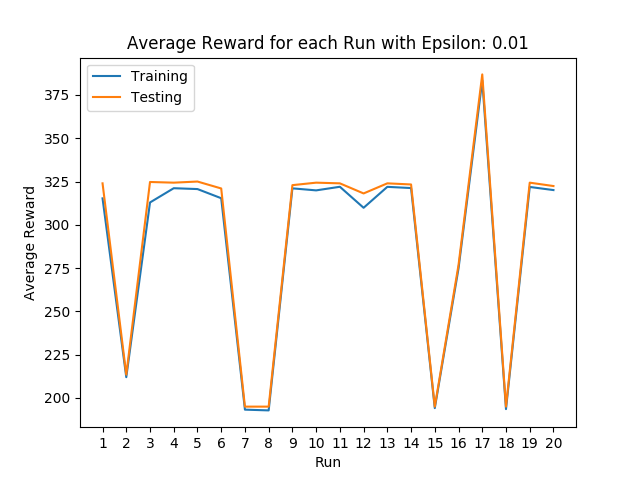 Average Reward for each Run with Epsilon: 0.01
Training
Testing
375
350
325
300
275
250
225
200
Average Reward
1 2 3 4 5 6 7 8 9 10 11 12 13 14 15 16 17 18 19 20
Run